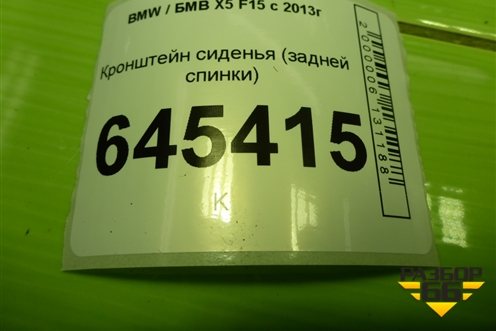 BMW / БМВ X5 F15 с 2013г
Кронштейн сиденья (задней
спинки)
645415
К
2000006131188
РАЗБОР
66